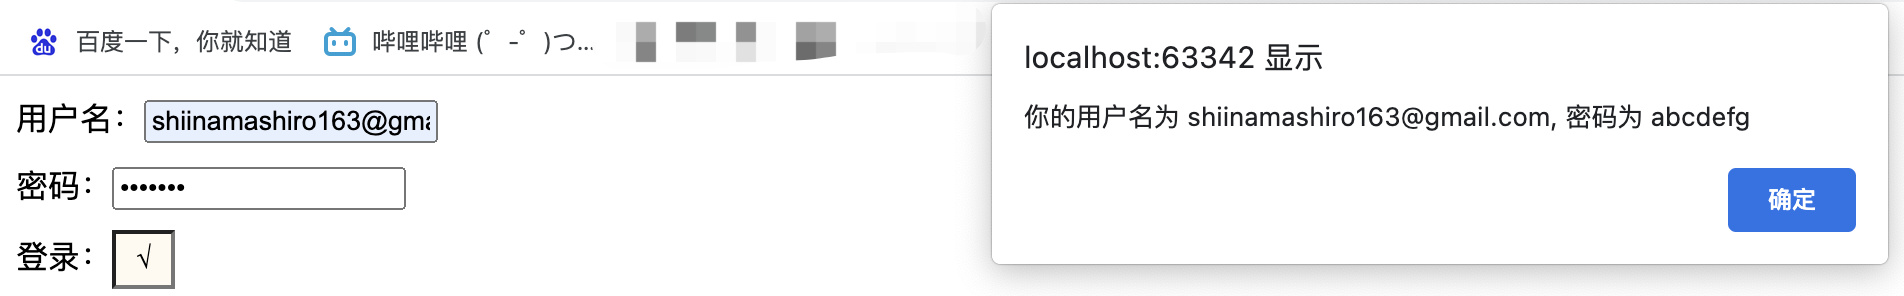 du 百度一下，你就知道 哔哩哔哩 (゜-゜)つ...
用户名：shiinamashiro163@gma
密码：•••••••
登录：√
localhost:63342 显示
你的用户名为 shiinamashiro163@gmail.com, 密码为 abcdefg
确定